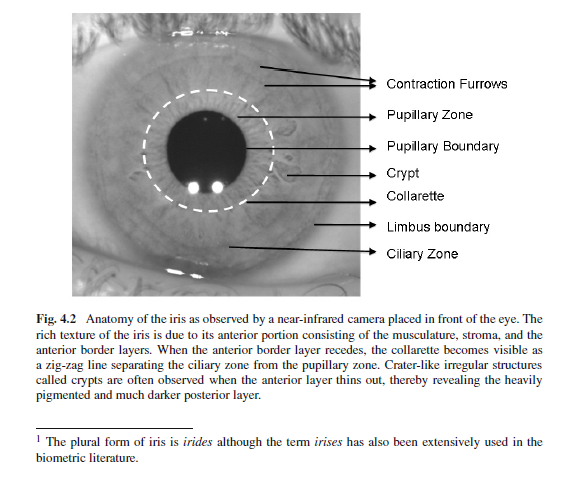 Contraction Furrows
Pupillary Zone
Pupillary Boundary
Crypt
Collarette
Limbus boundary
Ciliary Zone
Fig. 4.2 Anatomy of the iris as observed by a near-infrared camera placed in front of the eye. The
rich texture of the iris is due to its anterior portion consisting of the musculature, stroma, and the
anterior border layers. When the anterior border layer recedes, the collarette becomes visible as
a zig-zag line separating the ciliary zone from the pupillary zone. Crater-like irregular structures
called crypts are often observed when the anterior layer thins out, thereby revealing the heavily
pigmented and much darker posterior layer.
1 The plural form of iris is irides although the term irises has also been extensively used in the
biometric literature.